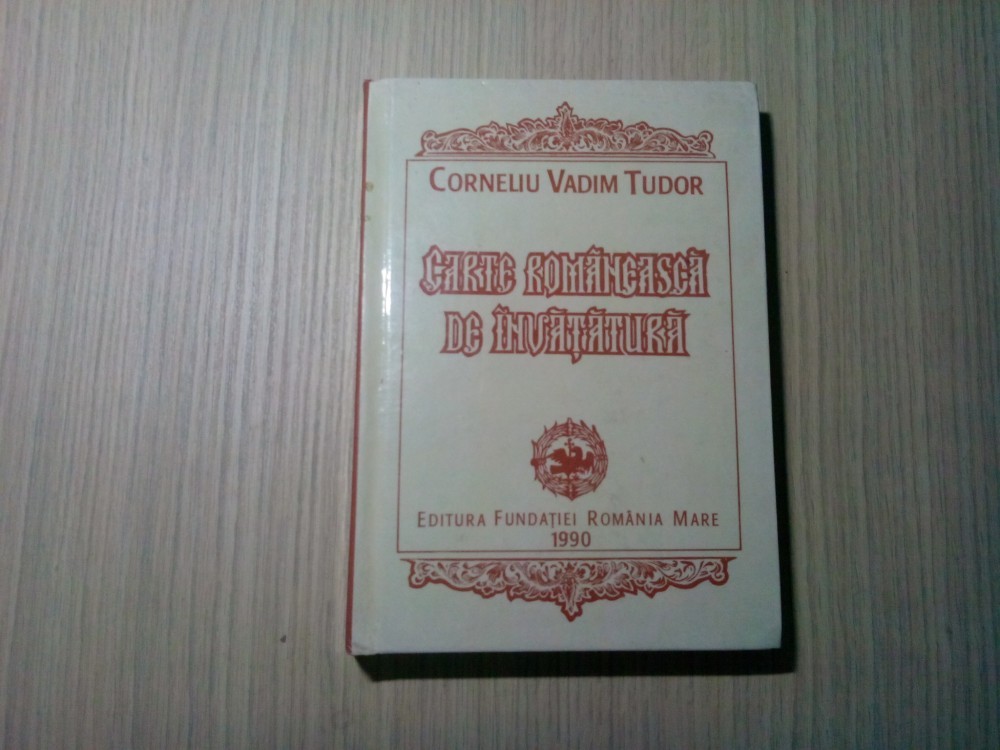 CORNELIU VADIM TUDOR
CARTE ROMÂNEASCĂ
DE ÎNVĂȚĂTURĂ
EDITURA FUNDAȚIEI ROMÂNIA MARE
1990